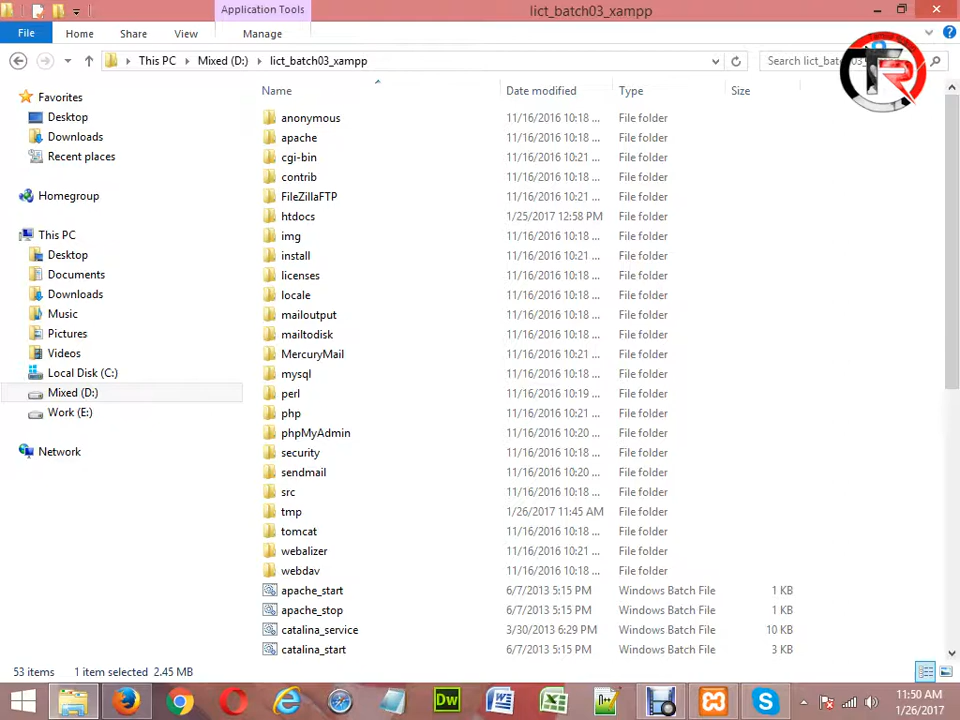 Application Tools
lict_batch03_xampp
File Home Share View Manage
This PC Mixed (D:) lict_batch03_xampp
Search lict_batch03_
TR
Name Date modified Type Size
Favorites
Desktop
Downloads
Recent places
Homegroup
This PC
Desktop
Documents
Downloads
Music
Pictures
Videos
Local Disk (C:)
Mixed (D:)
Work (E:)
Network
anonymous 11/16/2016 10:18 ... File folder
apache 11/16/2016 10:18 ... File folder
cgi-bin 11/16/2016 10:21 ... File folder
contrib 11/16/2016 10:18 ... File folder
FileZillaFTP 11/16/2016 10:21 ... File folder
htdocs 1/25/2017 12:58 PM File folder
img 11/16/2016 10:18 ... File folder
install 11/16/2016 10:21 ... File folder
licenses 11/16/2016 10:18 ... File folder
locale 11/16/2016 10:18 ... File folder
mailoutput 11/16/2016 10:18 ... File folder
mailtodisk 11/16/2016 10:18 ... File folder
MercuryMail 11/16/2016 10:21 ... File folder
mysql 11/16/2016 10:18 ... File folder
perl 11/16/2016 10:19 ... File folder
php 11/16/2016 10:21 ... File folder
phpMyAdmin 11/16/2016 10:20 ... File folder
security 11/16/2016 10:18 ... File folder
sendmail 11/16/2016 10:20 ... File folder
src 11/16/2016 10:18 ... File folder
tmp 1/26/2017 11:45 AM File folder
tomcat 11/16/2016 10:18 ... File folder
webalizer 11/16/2016 10:21 ... File folder
webdav 11/16/2016 10:18 ... File folder
apache_start 6/7/2013 5:15 PM Windows Batch File 1 KB
apache_stop 6/7/2013 5:15 PM Windows Batch File 1 KB
catalina_service 3/30/2013 6:29 PM Windows Batch File 10 KB
catalina_start 6/7/2013 5:15 PM Windows Batch File 3 KB
53 items 1 item selected 2.45 MB
Dw
11:50 AM
1/26/2017